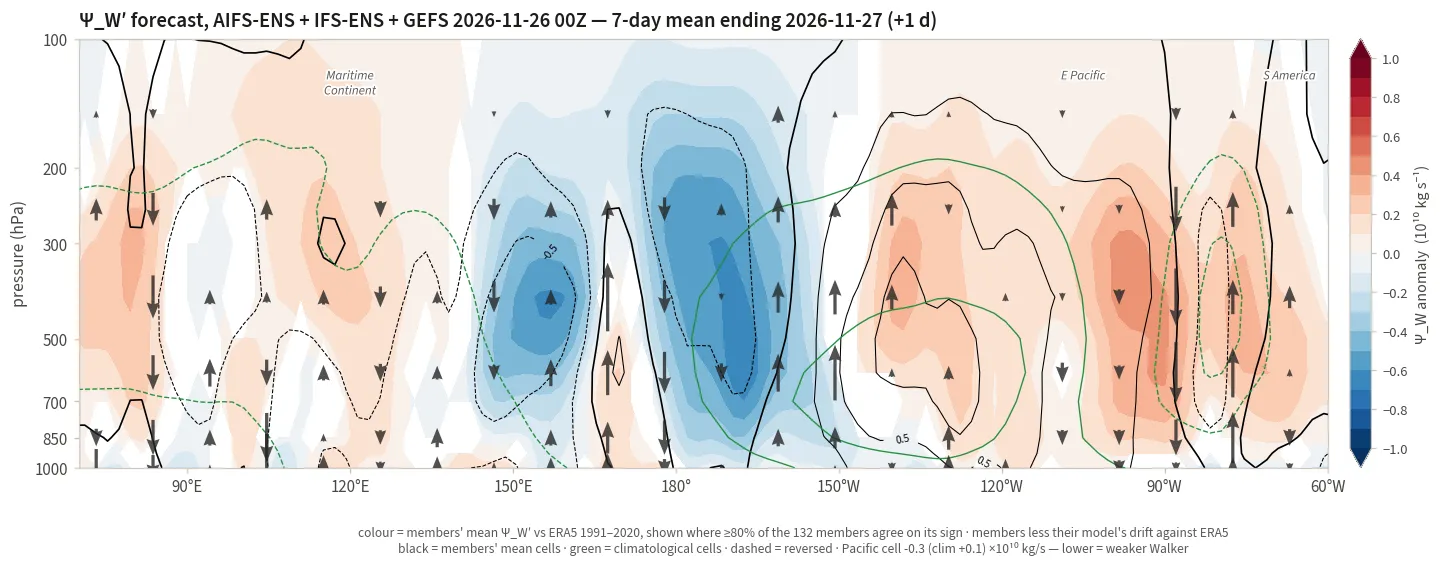 Ψ_W′ forecast, AIFS-ENS + IFS-ENS + GEFS 2026-11-26 00Z — 7-day mean ending 2026-11-27 (+1 d)
100
200
300
400
500
700
850
1000
pressure (hPa)
Maritime
Continent
E Pacific
S America
-0.5
0.5
0.5
90°E
120°E
150°E
180°
150°W
120°W
90°W
60°W
1.0
0.8
0.6
0.4
0.2
0.0
−0.2
−0.4
−0.6
−0.8
−1.0
Ψ_W anomaly (10¹⁰ kg s⁻¹)
colour = members' mean Ψ_W′ vs ERA5 1991–2020, shown where ≥80% of the 132 members agree on its sign · members less their model's drift against ERA5
black = members' mean cells · green = climatological cells · dashed = reversed · Pacific cell -0.3 (clim +0.1) ×10¹⁰ kg/s — lower = weaker Walker